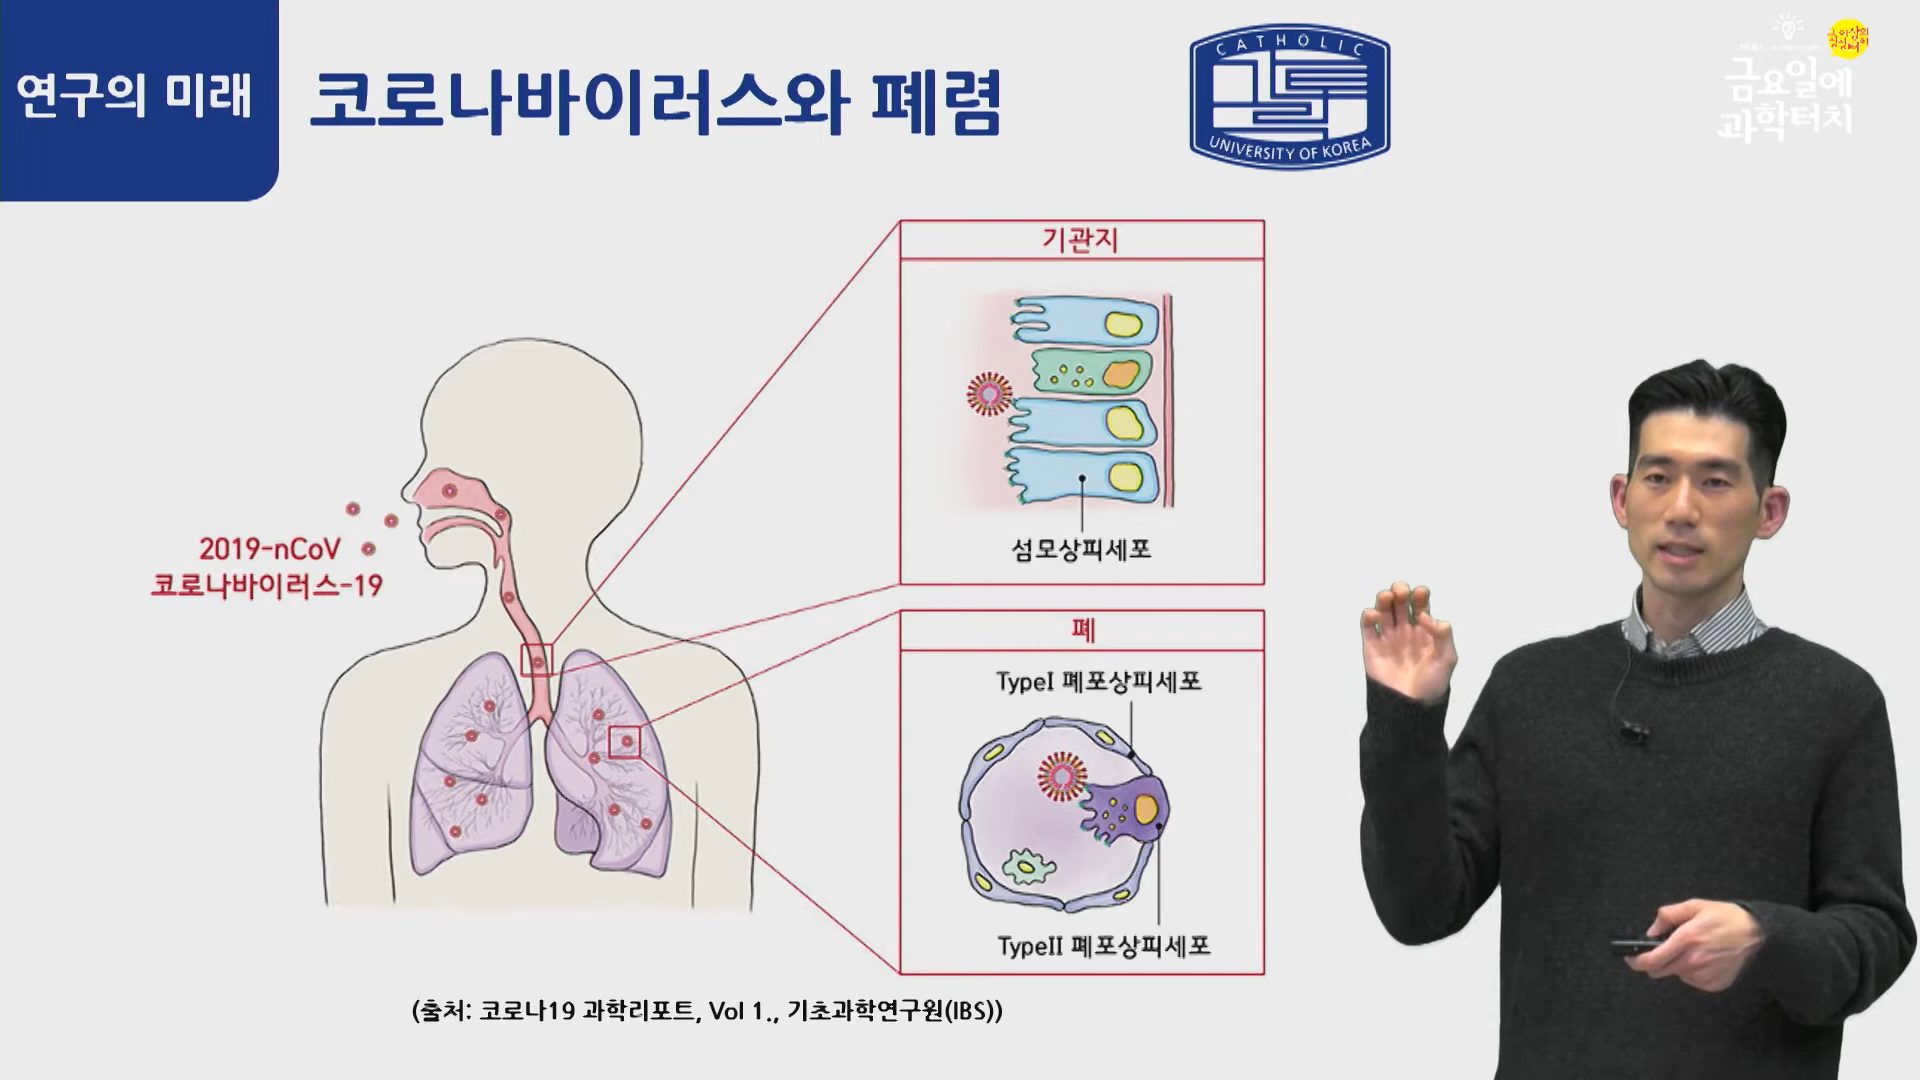 연구의 미래
코로나바이러스와 폐렴
CATHOLIC
UNIVERSITY OF KOREA
금요일에
과학터치
기관지
섬모상피세포
2019-nCoV
코로나바이러스-19
폐
TypeI 폐포상피세포
TypeII 폐포상피세포
(출처: 코로나19 과학리포트, Vol 1., 기초과학연구원(IBS))